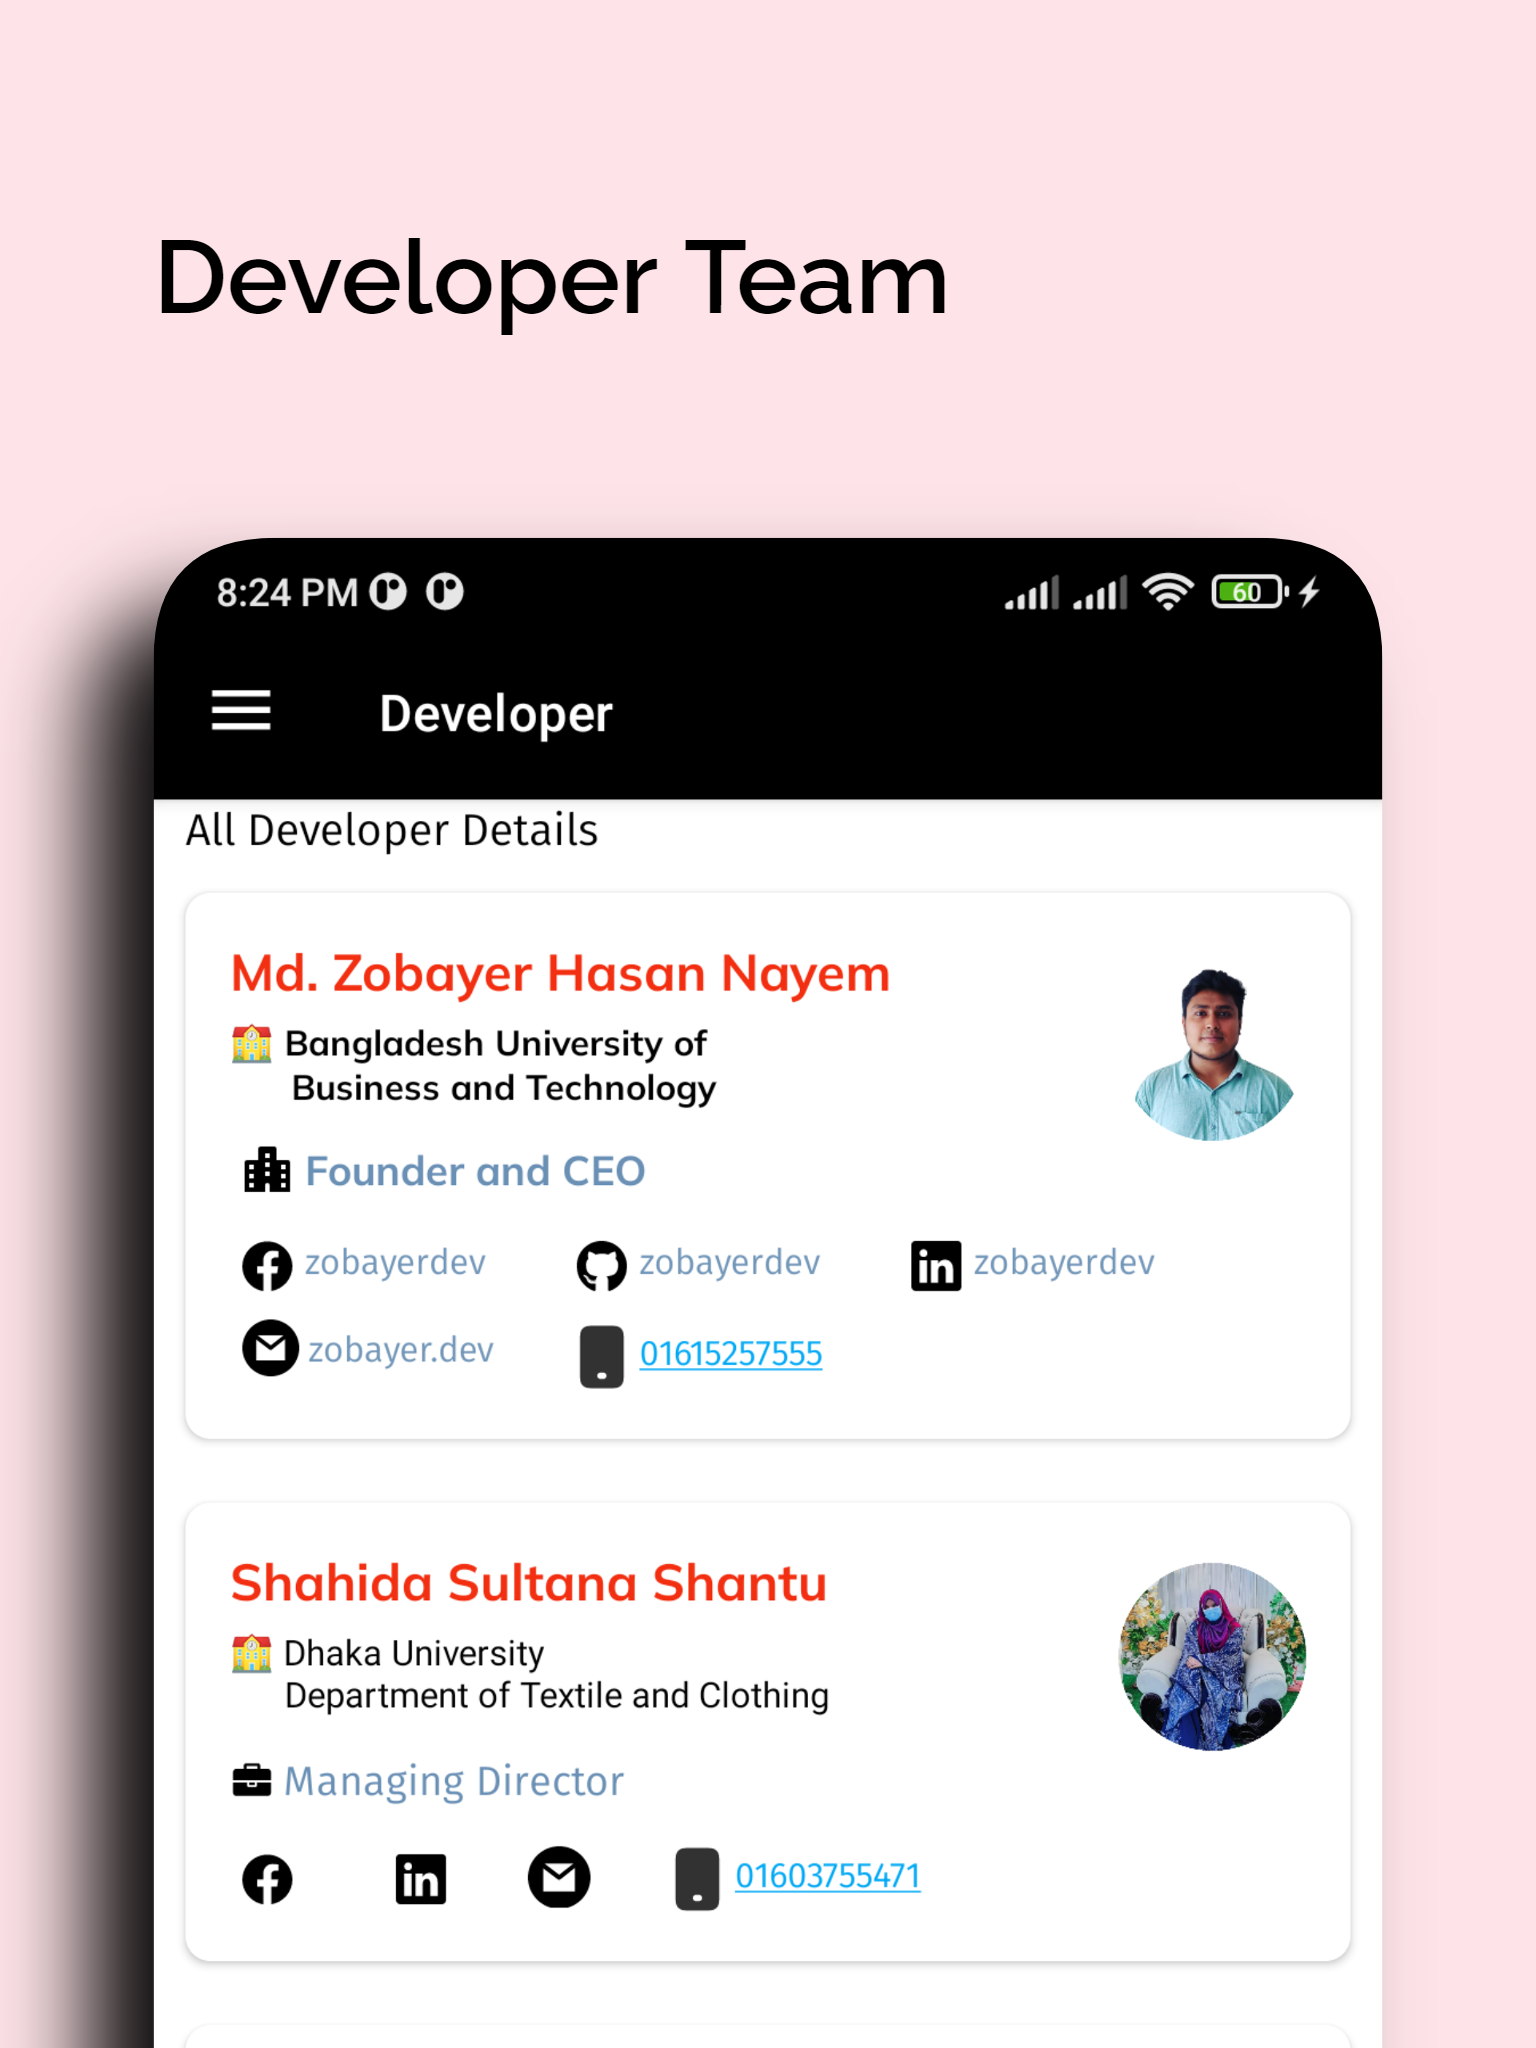 Developer Team
8:24 PM
60
Developer
All Developer Details
Md. Zobayer Hasan Nayem
Bangladesh University of
Business and Technology
Founder and CEO
zobayerdev zobayerdev zobayerdev
zobayer.dev 01615257555
Shahida Sultana Shantu
Dhaka University
Department of Textile and Clothing
Managing Director
01603755471